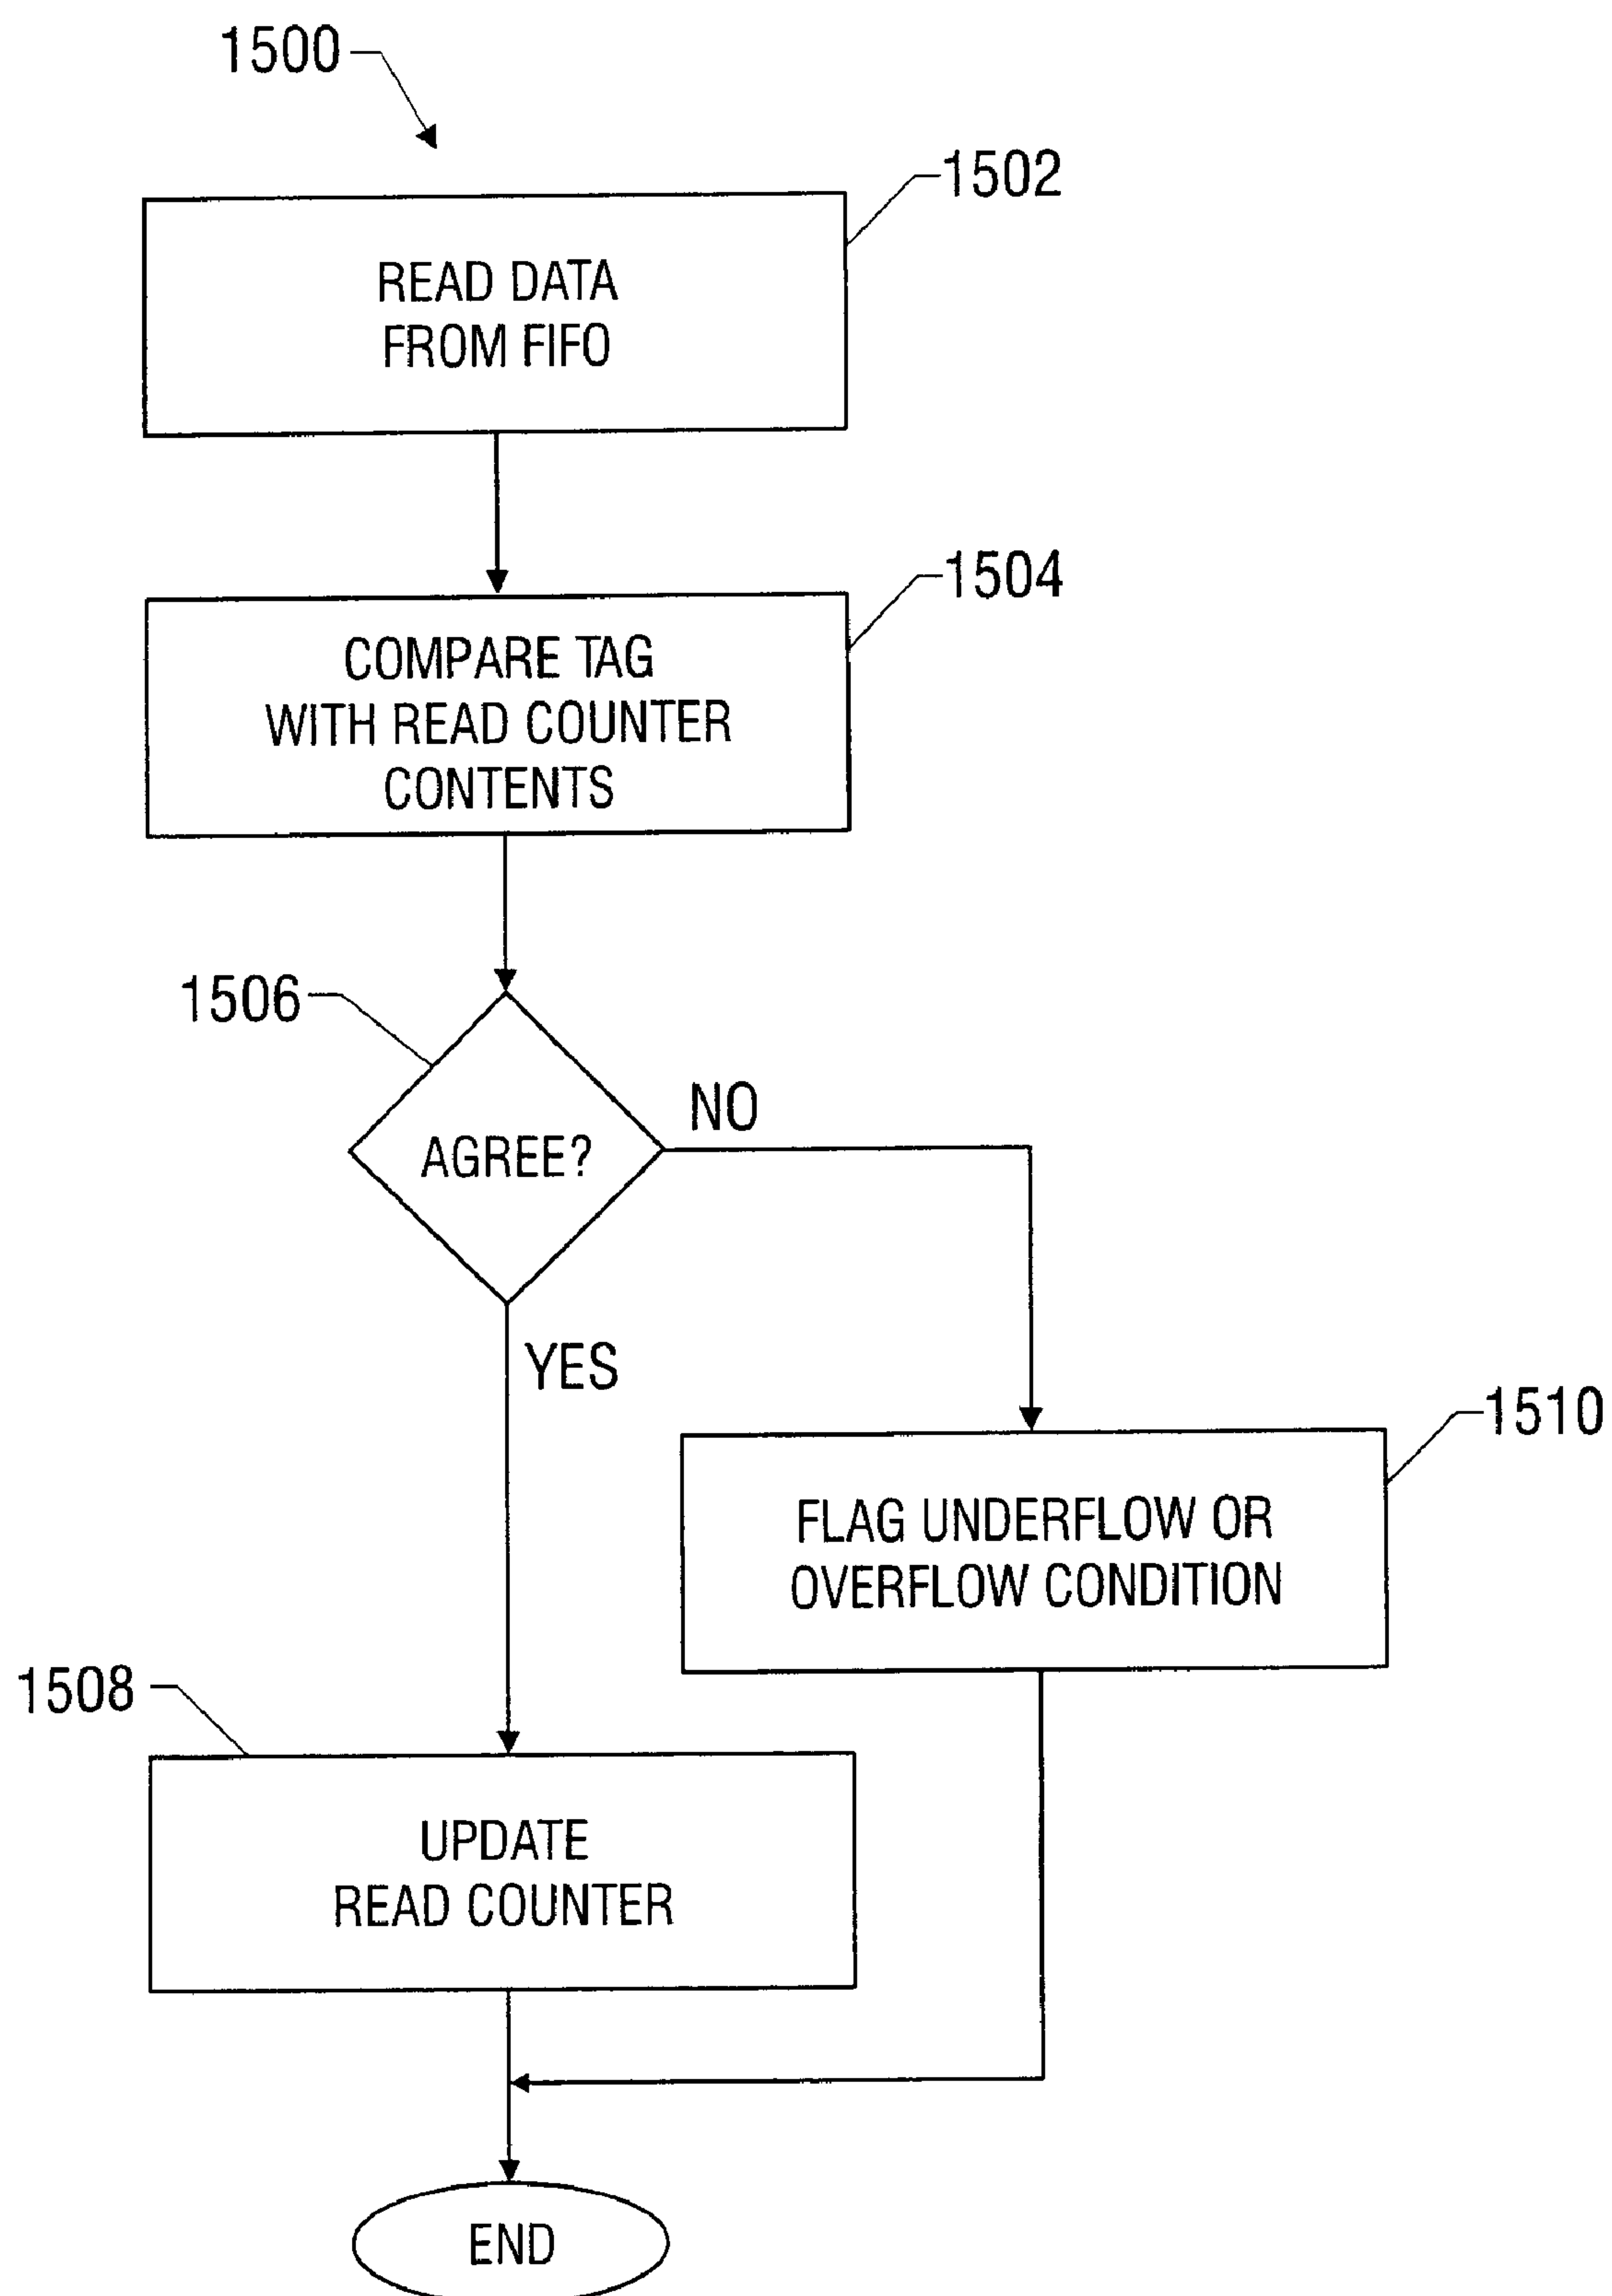 1500
1502
READ DATA
FROM FIFO
1504
COMPARE TAG
WITH READ COUNTER
CONTENTS
1506
AGREE?
NO
YES
1510
FLAG UNDERFLOW OR
OVERFLOW CONDITION
1508
UPDATE
READ COUNTER
END